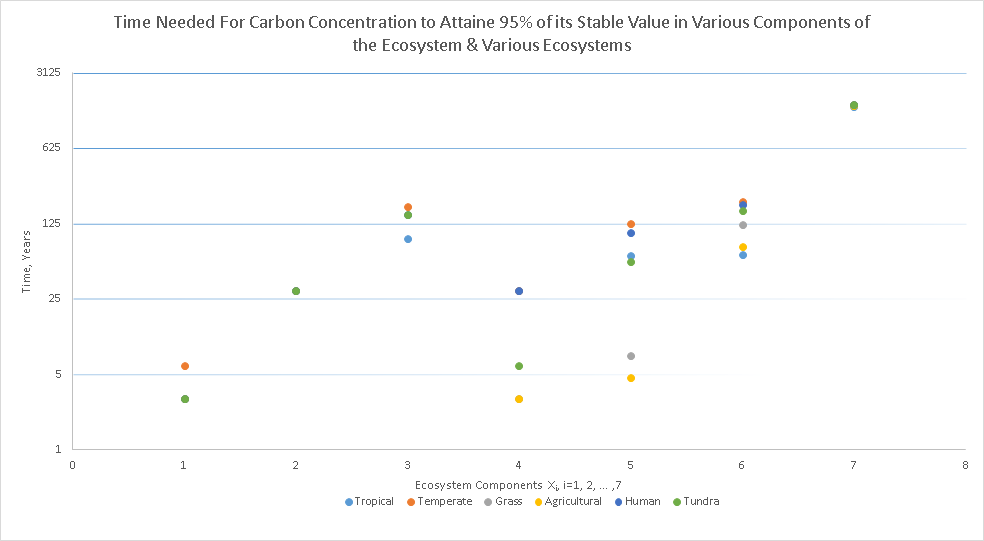 Time Needed For Carbon Concentration to Attaine 95% of its Stable Value in Various Components of
the Ecosystem & Various Ecosystems
3125
625
125
25
5
1
Time, Years
0 1 2 3 4 5 6 7 8
Ecosystem Components Xi, i=1, 2, ... ,7
Tropical Temperate Grass Agricultural Human Tundra